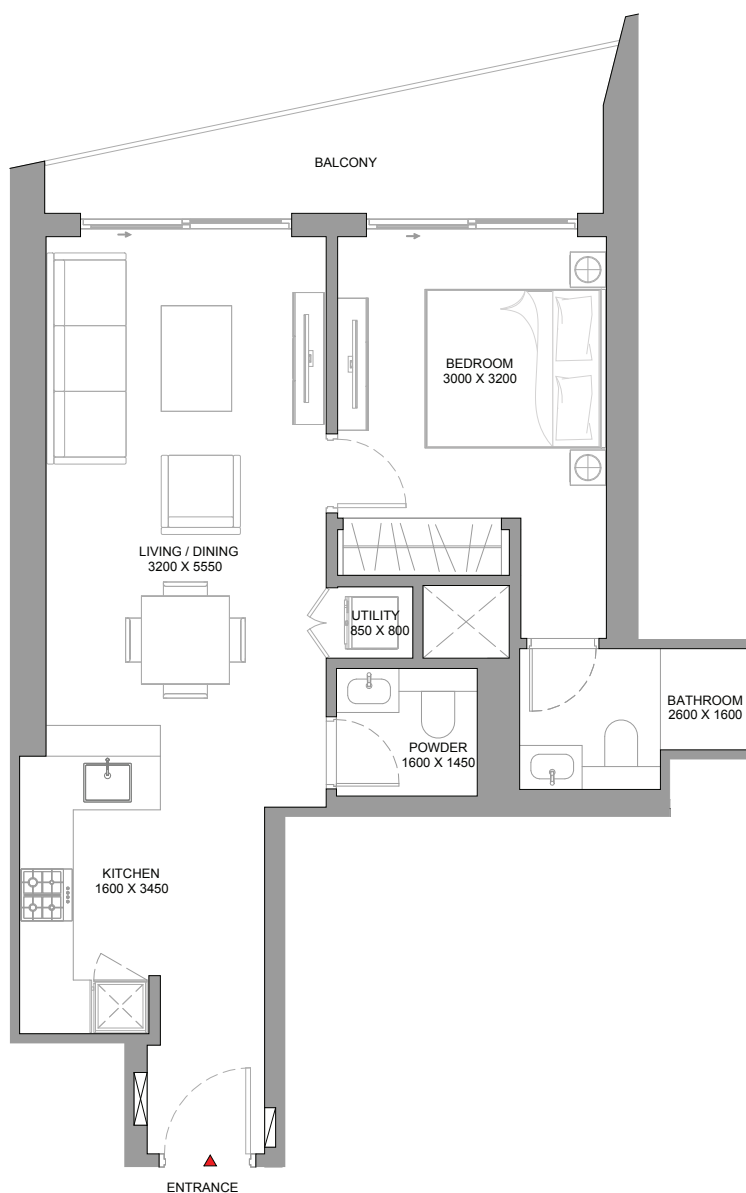 BALCONY
BEDROOM
3000 X 3200
LIVING / DINING
3200 X 5550
UTILITY
850 X 800
BATHROOM
2600 X 1600
POWDER
1600 X 1450
KITCHEN
1600 X 3450
ENTRANCE